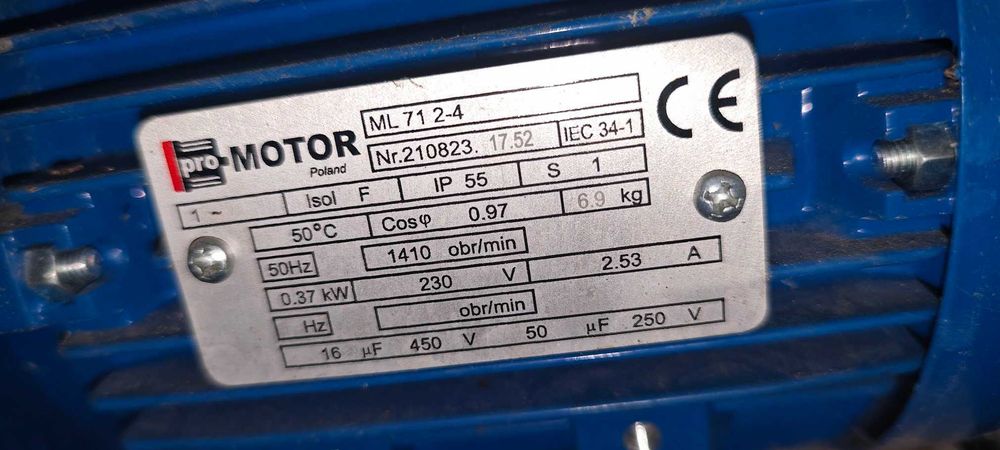 pro-MOTOR
Poland
ML 71 2-4
Nr.210823. 17.52 IEC 34-1
CE
1 ~ Isol F IP 55 S 1
50°C Cosφ 0.97 6.9 kg
50Hz 1410 obr/min
0.37 kW 230 V 2.53 A
Hz obr/min
16 µF 450 V 50 µF 250 V